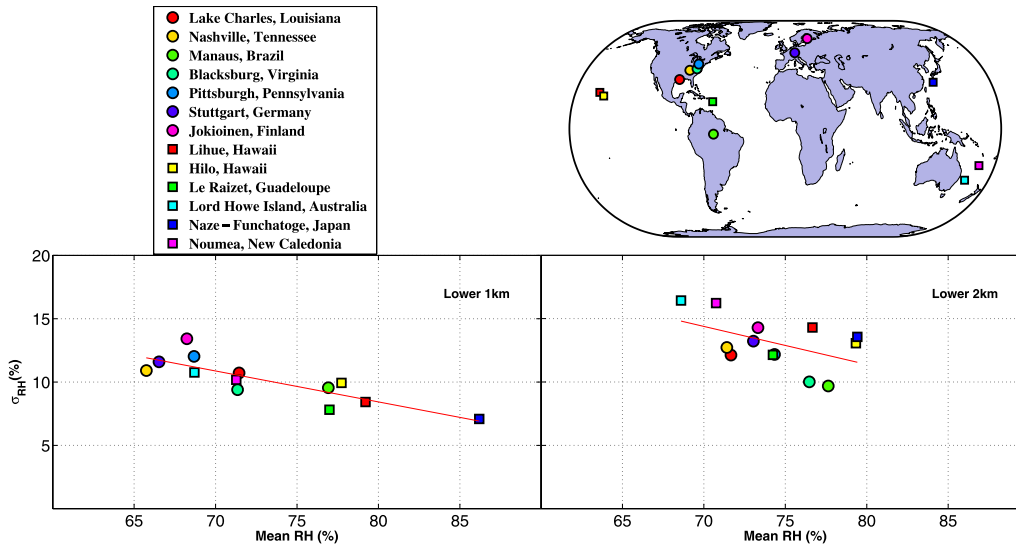 Lake Charles, Louisiana
Nashville, Tennessee
Manaus, Brazil
Blacksburg, Virginia
Pittsburg, Pennsylvania
Stuttgart, Germany
Jokioinen, Finland
Lihue, Hawaii
Hilo, Hawaii
Le Raizet, Guadeloupe
Lord Howe Island, Australia
Naze-Funchatoge, Japan
Noumea, New Caledonia
20
15
10
5
σRH(%)
Lower 1km
65 70 75 80 85
Mean RH (%)
Lower 2km
65 70 75 80 85
Mean RH (%)